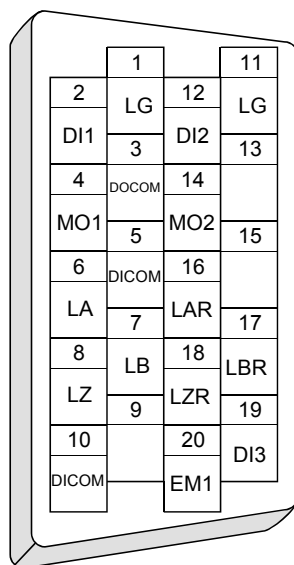 1 11
2 LG 12 LG
DI1 3 DI2 13
4 DOCOM 14
MO1 5 MO2 15
6 DICOM 16
LA 7 LAR 17
8 LB 18 LBR
LZ 9 LZR 19
10 20 DI3
DICOM EM1